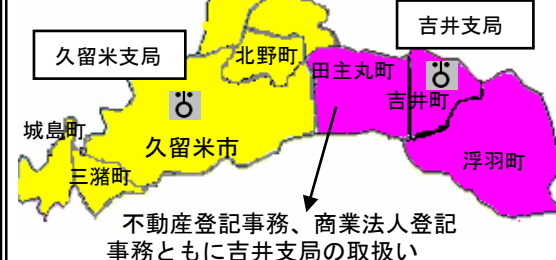 吉井支局
久留米支局
北野町
田主丸町
吉井町
城島町
久留米市
三潴町
浮羽町
不動産登記事務、商業法人登記
事務ともに吉井支局の取扱い